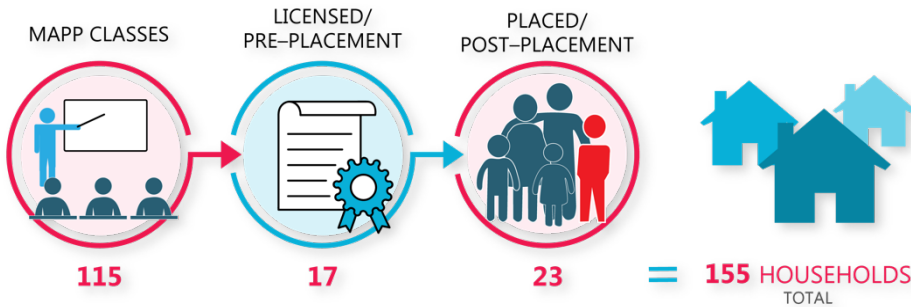 MAPP CLASSES
LICENSED/
PRE–PLACEMENT
PLACED/
POST–PLACEMENT
115
17
23
= 155 HOUSEHOLDS
TOTAL